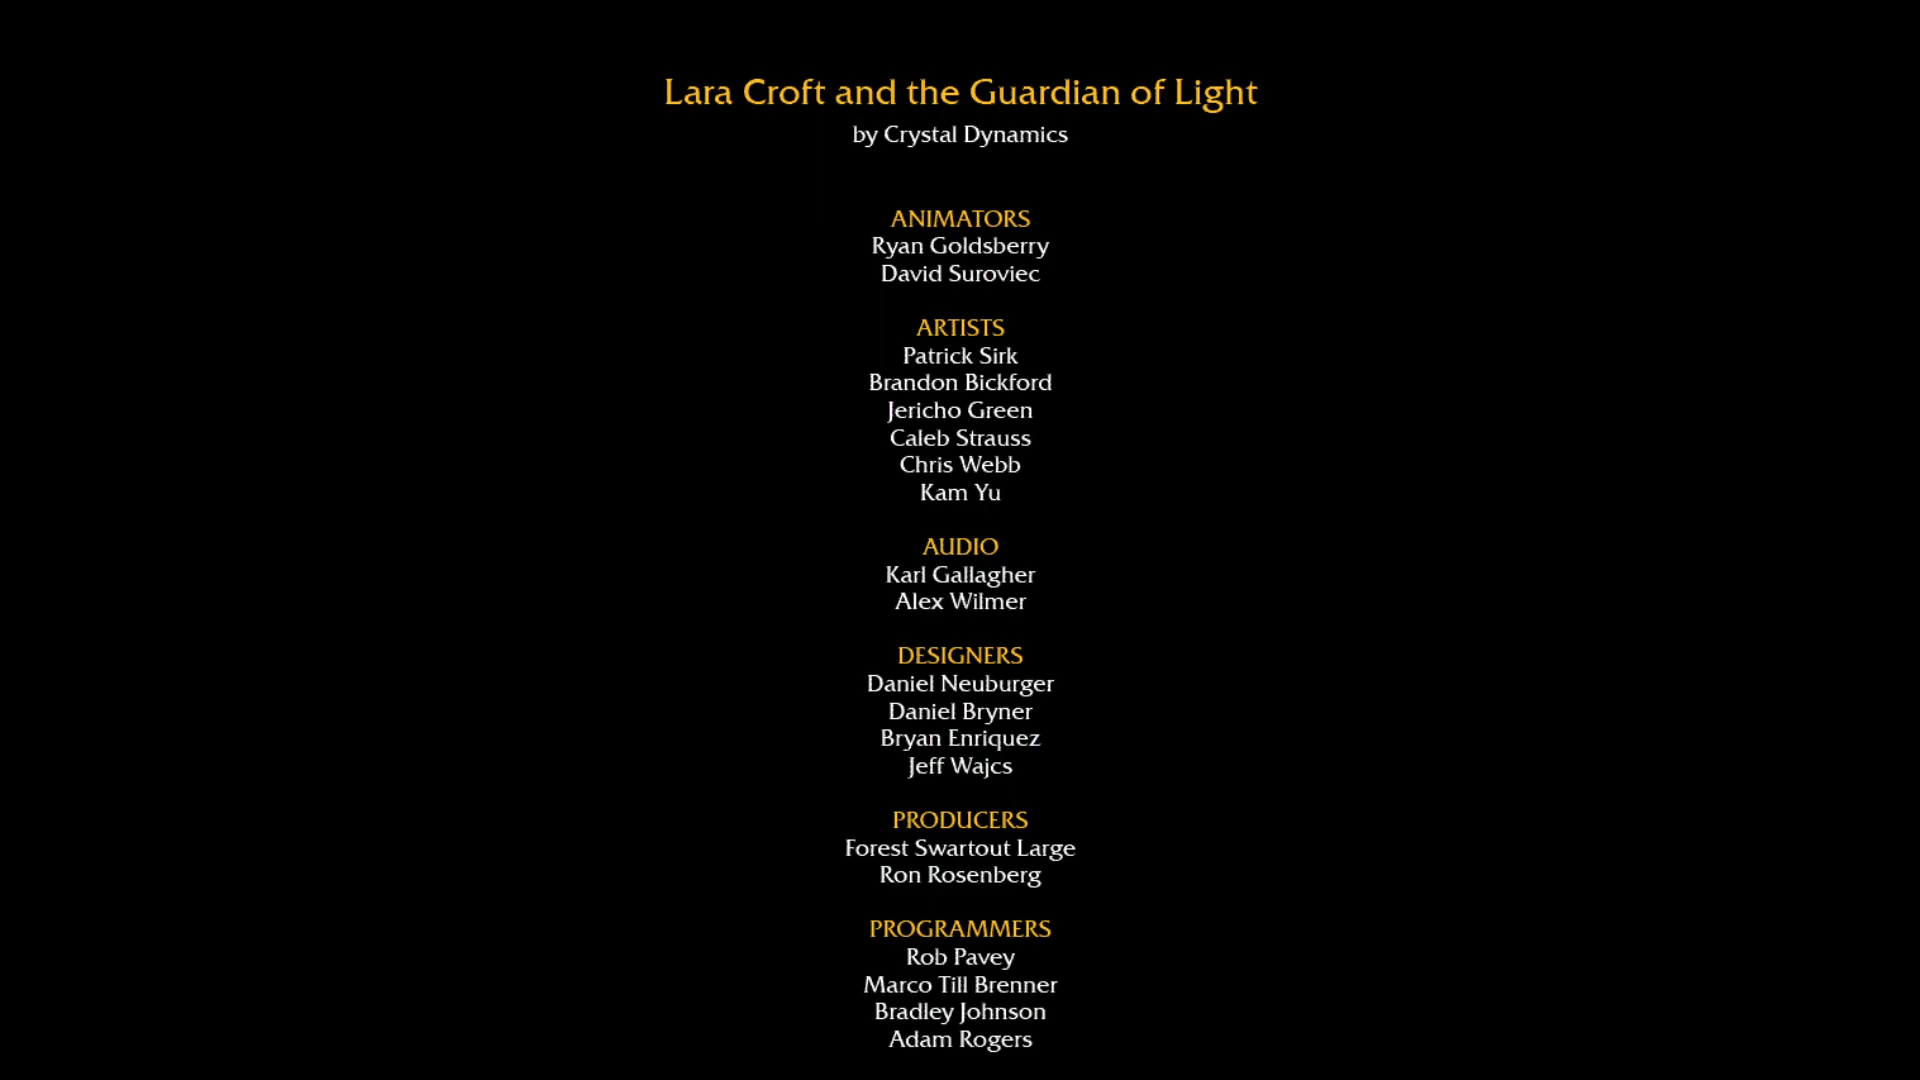 Lara Croft and the Guardian of Light
by Crystal Dynamics
ANIMATORS
Ryan Goldsberry
David Suroviec
ARTISTS
Patrick Sirk
Brandon Bickford
Jericho Green
Caleb Strauss
Chris Webb
Kam Yu
AUDIO
Karl Gallagher
Alex Wilmer
DESIGNERS
Daniel Neuburger
Daniel Bryner
Bryan Enriquez
Jeff Wajcs
PRODUCERS
Forest Swartout Large
Ron Rosenberg
PROGRAMMERS
Rob Pavey
Marco Till Brenner
Bradley Johnson
Adam Rogers